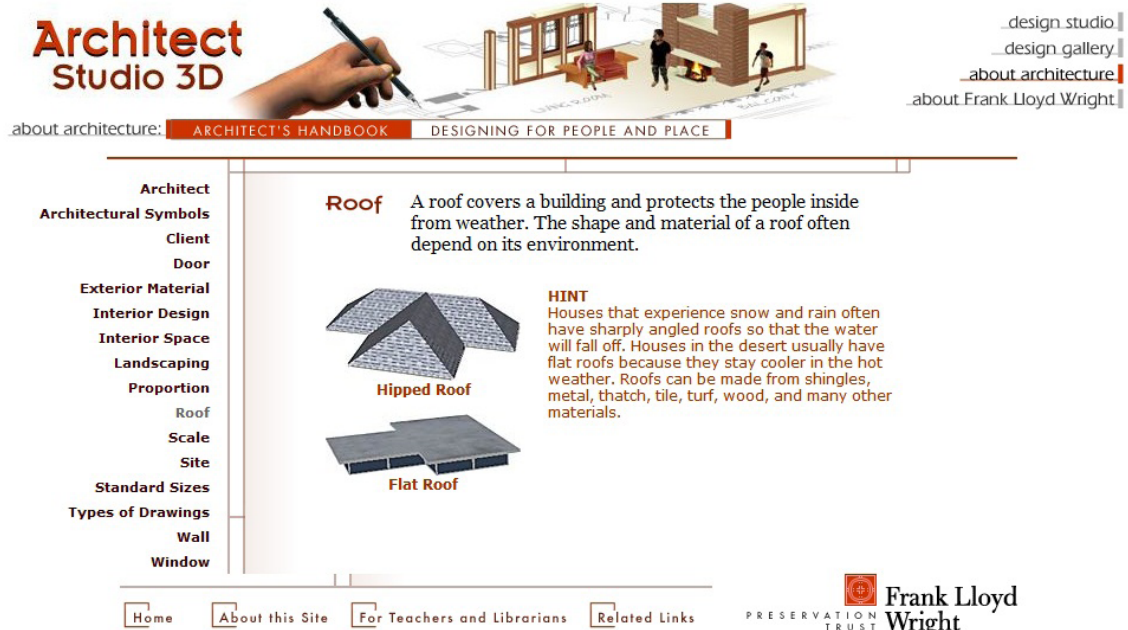 Architect
Studio 3D
LIVING ROOM
BALCONY
design studio
design gallery
about architecture
about Frank Lloyd Wright
about architecture:
ARCHITECT'S HANDBOOK
DESIGNING FOR PEOPLE AND PLACE
Architect
Architectural Symbols
Client
Door
Exterior Material
Interior Design
Interior Space
Landscaping
Proportion
Roof
Scale
Site
Standard Sizes
Types of Drawings
Wall
Window
Roof
A roof covers a building and protects the people inside
from weather. The shape and material of a roof often
depend on its environment.
Hipped Roof
Flat Roof
HINT
Houses that experience snow and rain often
have sharply angled roofs so that the water
will fall off. Houses in the desert usually have
flat roofs because they stay cooler in the hot
weather. Roofs can be made from shingles,
metal, thatch, tile, turf, wood, and many other
materials.
Home
About this Site
For Teachers and Librarians
Related Links
Frank Lloyd
Wright
PRESERVATION
TRUST